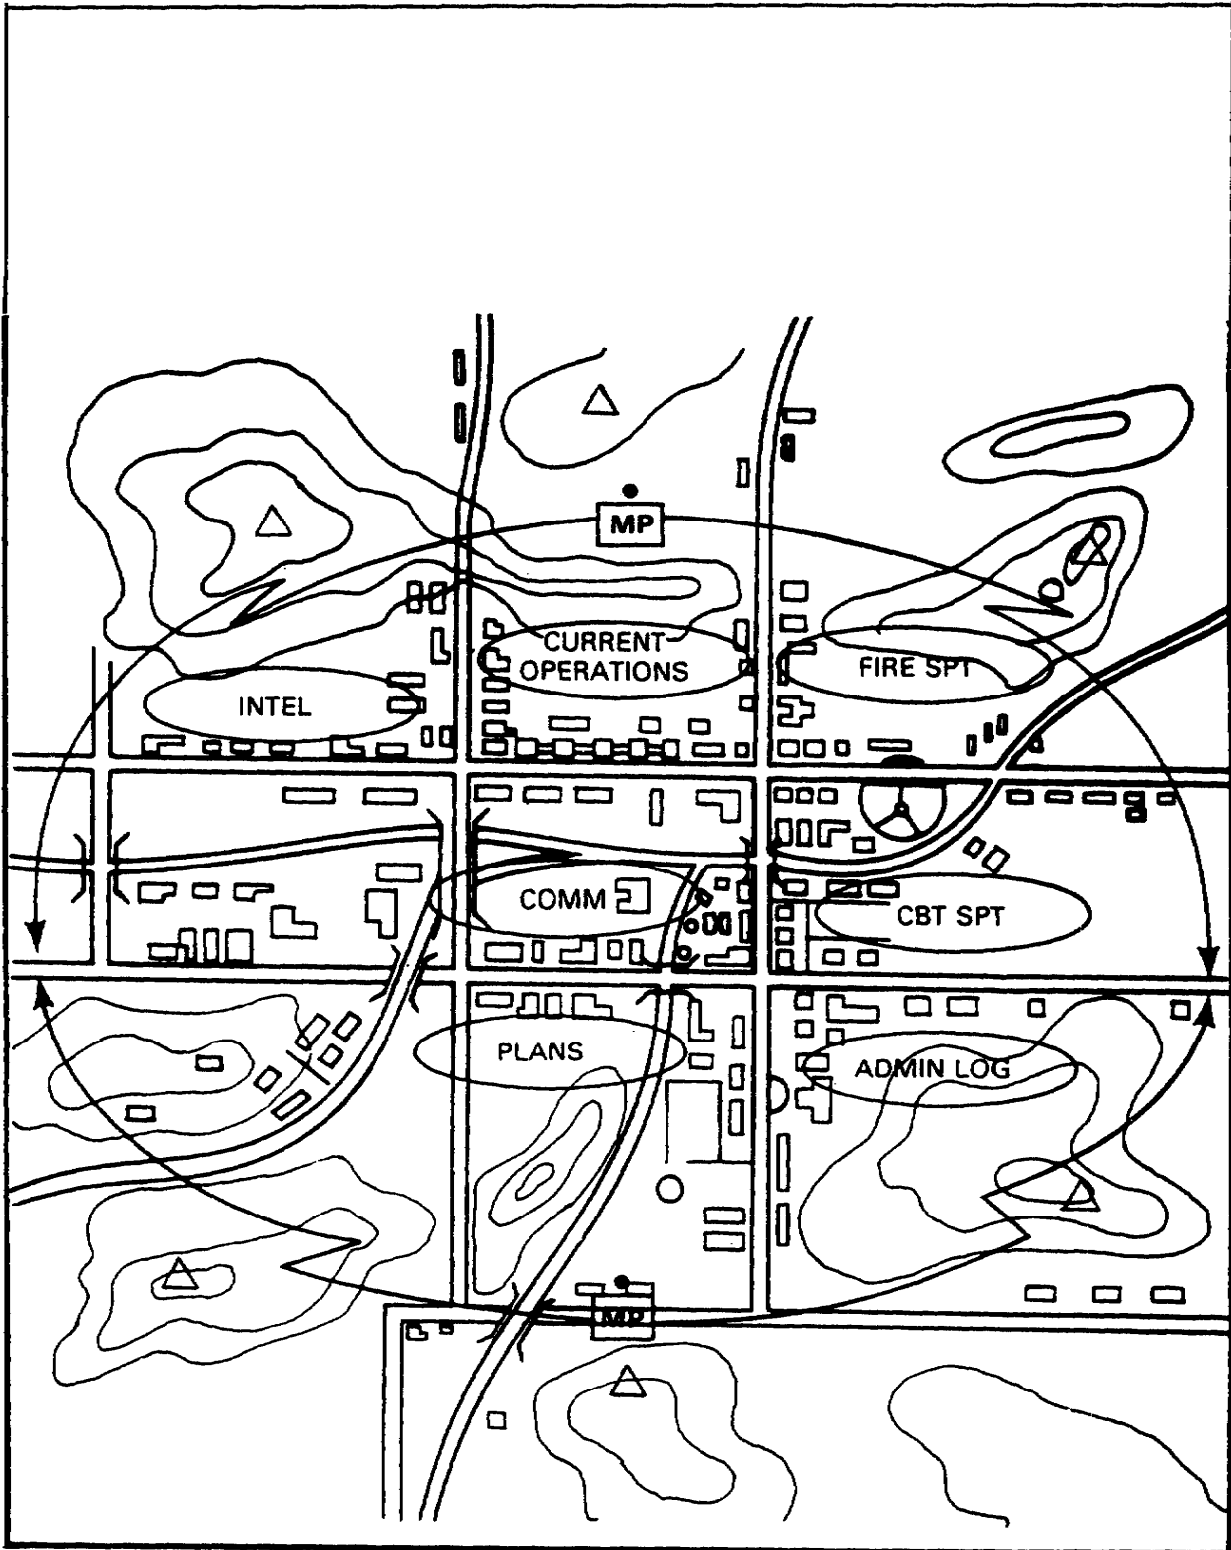 MP
CURRENT
OPERATIONS
FIRE SPT
INTEL
COMM
CBT SPT
PLANS
ADMIN LOG
MP